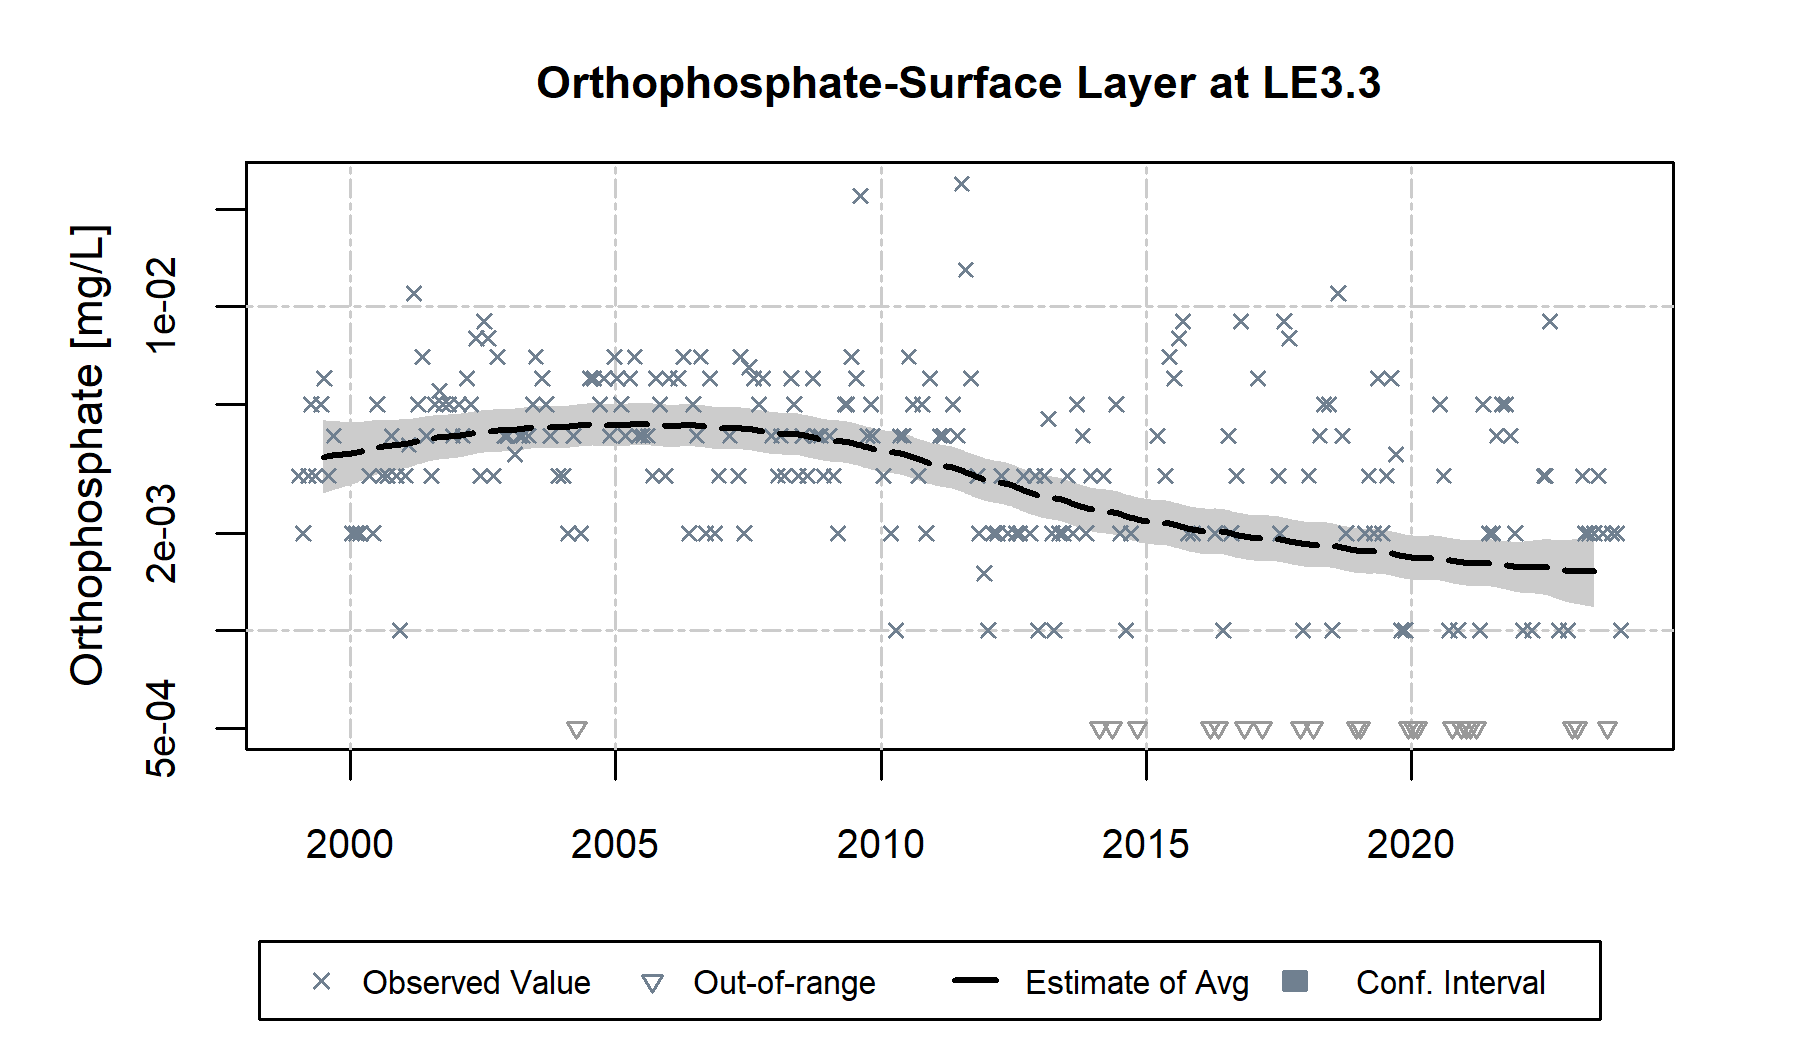 Orthophosphate-Surface Layer at LE3.3
Orthophosphate [mg/L]
1e-02
2e-03
5e-04
2000 2005 2010 2015 2020
Observed Value Out-of-range Estimate of Avg Conf. Interval